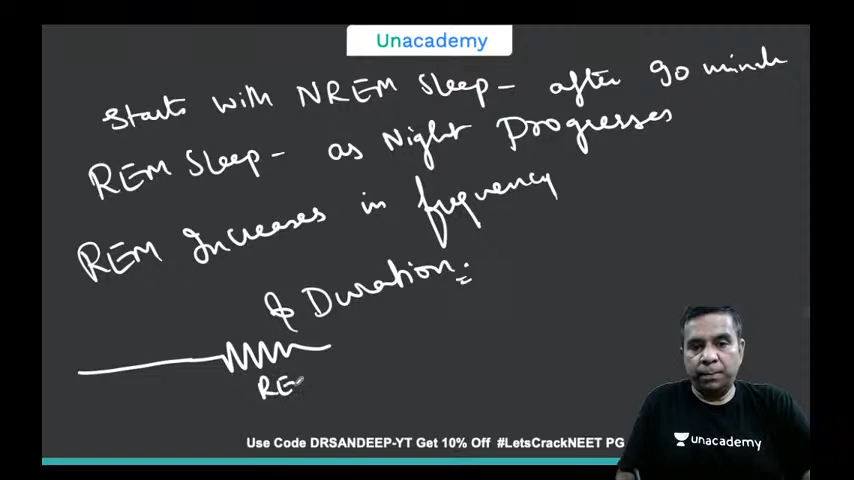 Unacademy
Starts with NREM Sleep - after 90 minute
REM Sleep - as Night Progresses
REM Increases in frequency
& Duration.
RE
unacademy
Use Code DRSANDEEP-YT Get 10% Off #LetsCrackNEET PG